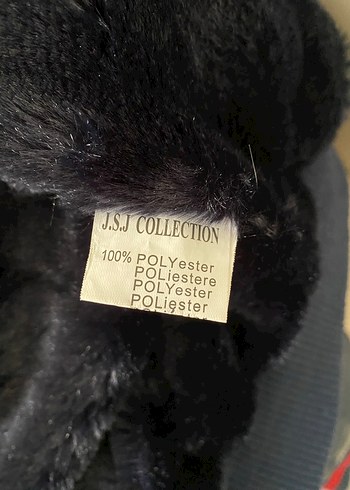 J.S.J COLLECTION
100% POLYester
POLiestere
POLYester
POLiester